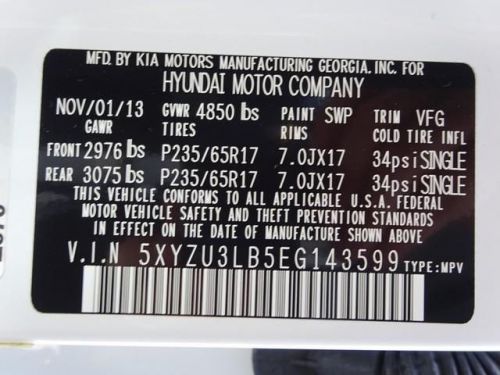 MFD. BY KIA MOTORS MANUFACTURING GEORGIA, INC. FOR
HYUNDAI MOTOR COMPANY
NOV/01/13 GVWR 4850 lbs PAINT SWP TRIM VFG
GAWR TIRES RIMS COLD TIRE INFL
FRONT 2976 lbs P235/65R17 7.0JX17 34psi SINGLE
REAR 3075 lbs P235/65R17 7.0JX17 34psi SINGLE
THIS VEHICLE CONFORMS TO ALL APPLICABLE U.S.A. FEDERAL
MOTOR VEHICLE SAFETY AND THEFT PREVENTION STANDARDS
IN EFFECT ON THE DATE OF MANUFACTURE SHOWN ABOVE
V.I.N 5XYZU3LB5EG143599 TYPE:MPV